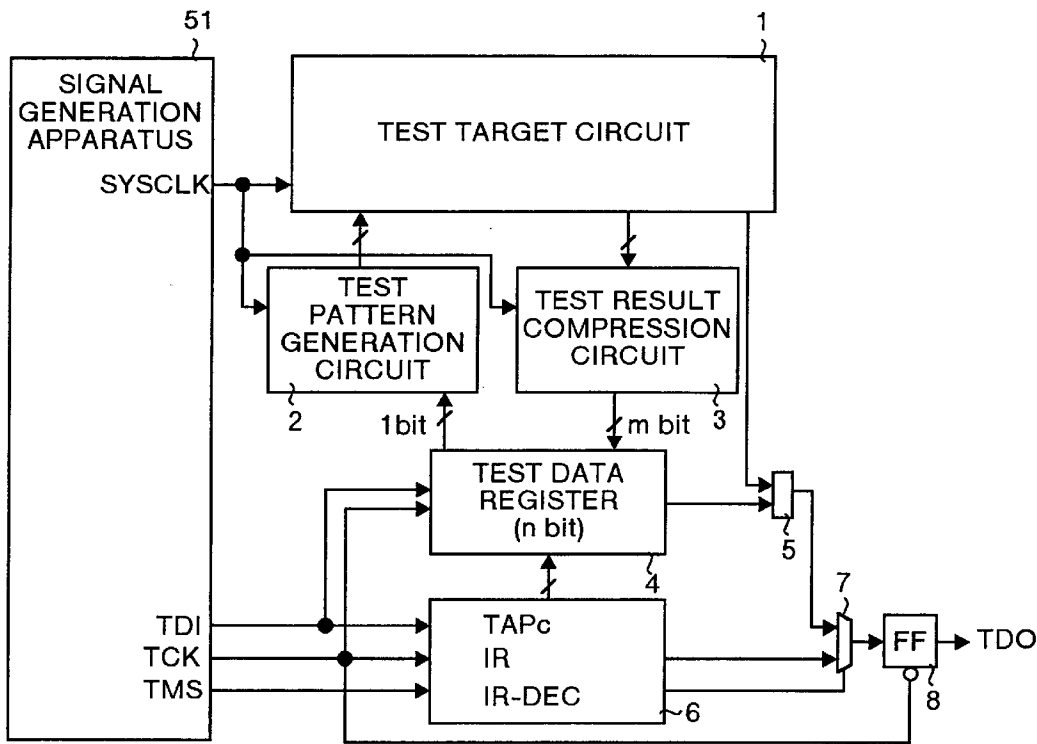 51
1
SIGNAL
GENERATION
APPARATUS
TEST TARGET CIRCUIT
SYSCLK
TEST
PATTERN
GENERATION
CIRCUIT
TEST RESULT
COMPRESSION
CIRCUIT
2
1bit
m bit
3
TEST DATA
REGISTER
(n bit)
5
4
7
TDI
TAPc
TCK
IR
FF
TDO
TMS
IR-DEC
6
8